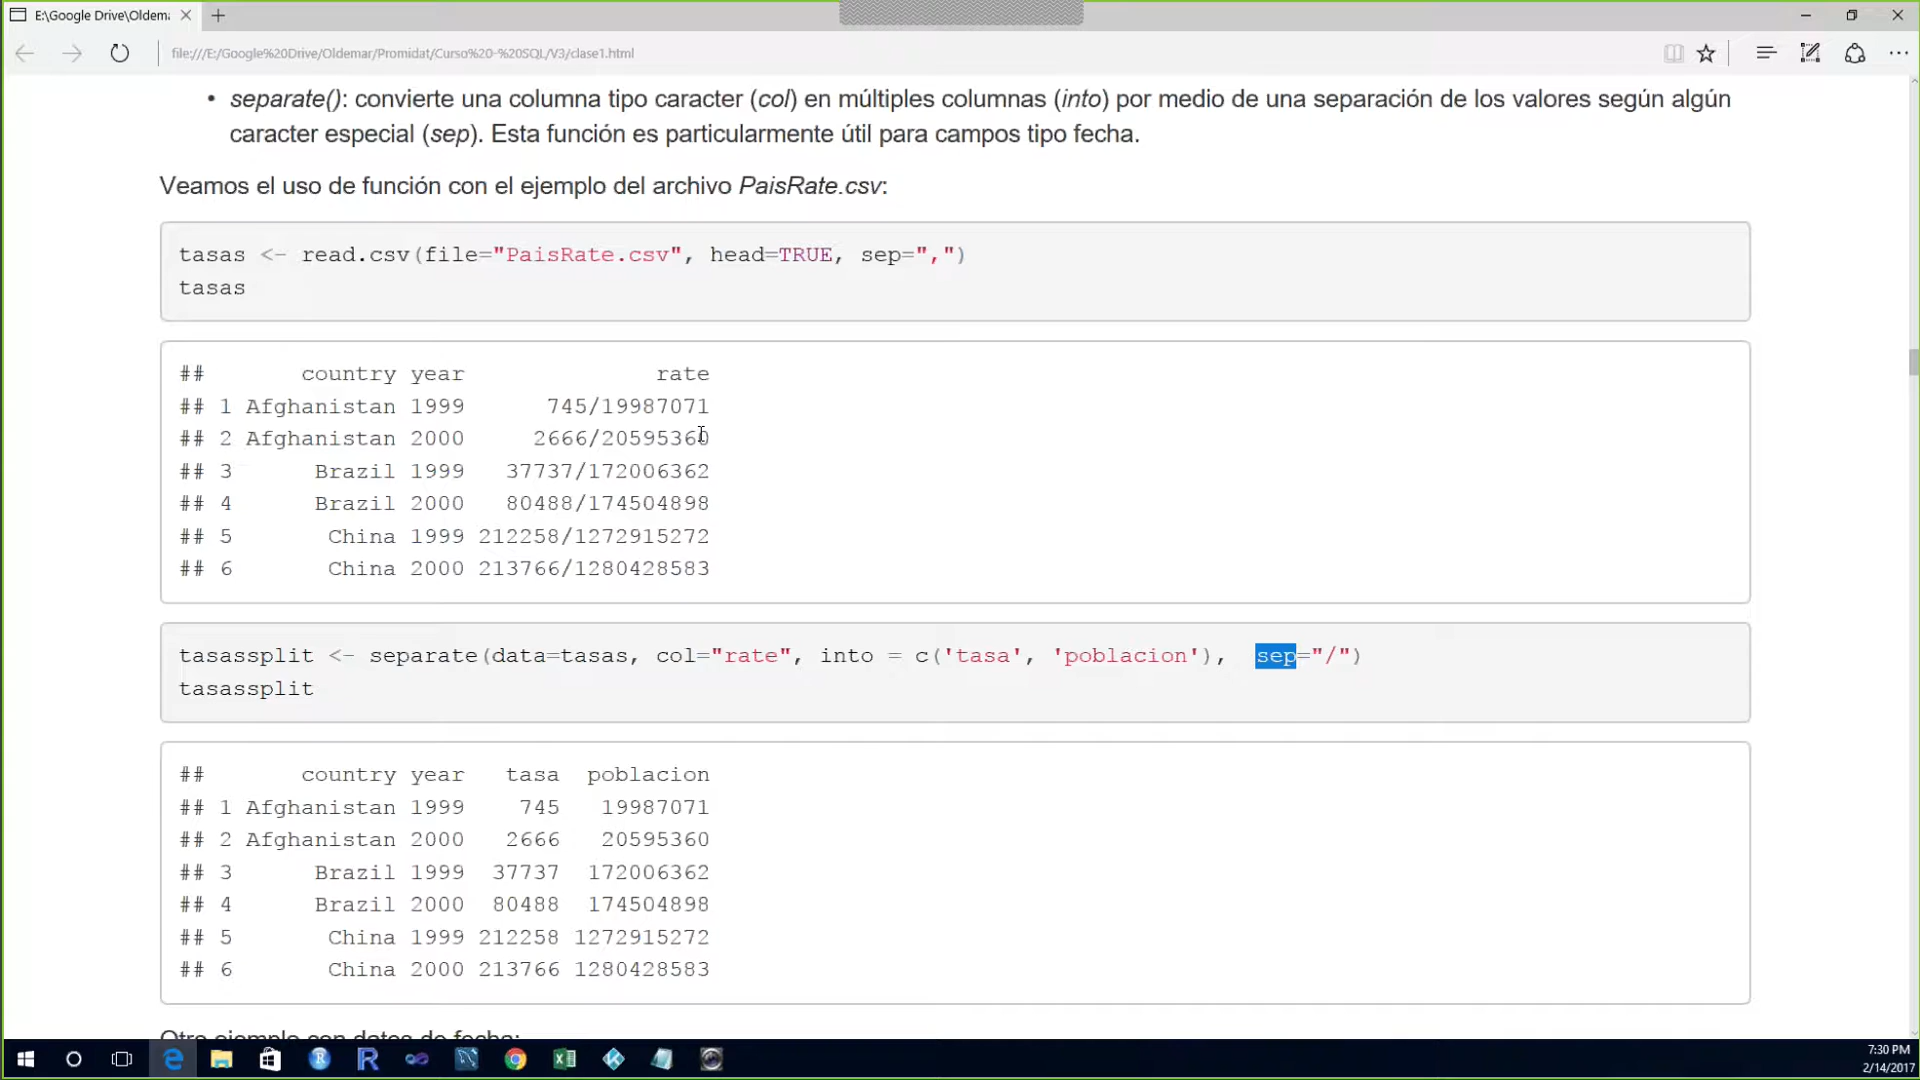 E:\Google Drive\Oldema
file:///E:/Google%20Drive/Oldemar/Promidat/Curso%20-%20SQL/V3/clase1.html
• separate(): convierte una columna tipo caracter (col) en múltiples columnas (into) por medio de una separación de los valores según algún
caracter especial (sep). Esta función es particularmente útil para campos tipo fecha.
Veamos el uso de función con el ejemplo del archivo PaisRate.csv:
tasas <- read.csv(file="PaisRate.csv", head=TRUE, sep=",")
tasas
##       country year              rate
## 1 Afghanistan 1999      745/19987071
## 2 Afghanistan 2000     2666/20595360
## 3      Brazil 1999   37737/172006362
## 4      Brazil 2000   80488/174504898
## 5       China 1999 212258/1272915272
## 6       China 2000 213766/1280428583
tasassplit <- separate(data=tasas, col="rate", into = c('tasa', 'poblacion'),  sep="/")
tasassplit
##       country year   tasa  poblacion
## 1 Afghanistan 1999    745   19987071
## 2 Afghanistan 2000   2666   20595360
## 3      Brazil 1999  37737  172006362
## 4      Brazil 2000  80488  174504898
## 5       China 1999 212258 1272915272
## 6       China 2000 213766 1280428583
Otro ejemplo con datos de fecha:
7:30 PM
2/14/2017